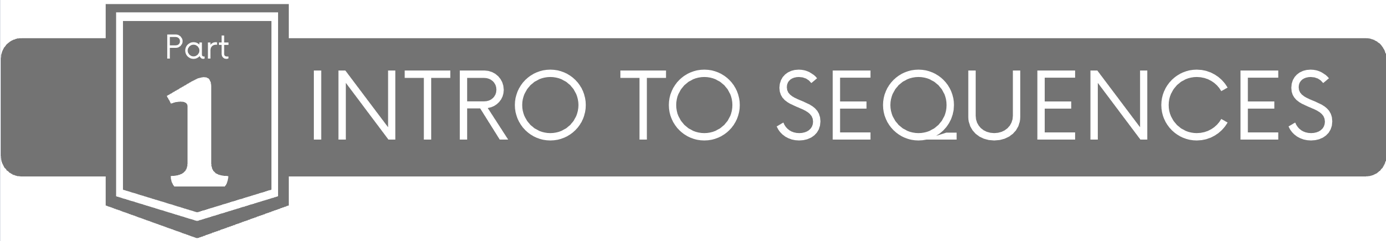 Part
1
INTRO TO SEQUENCES